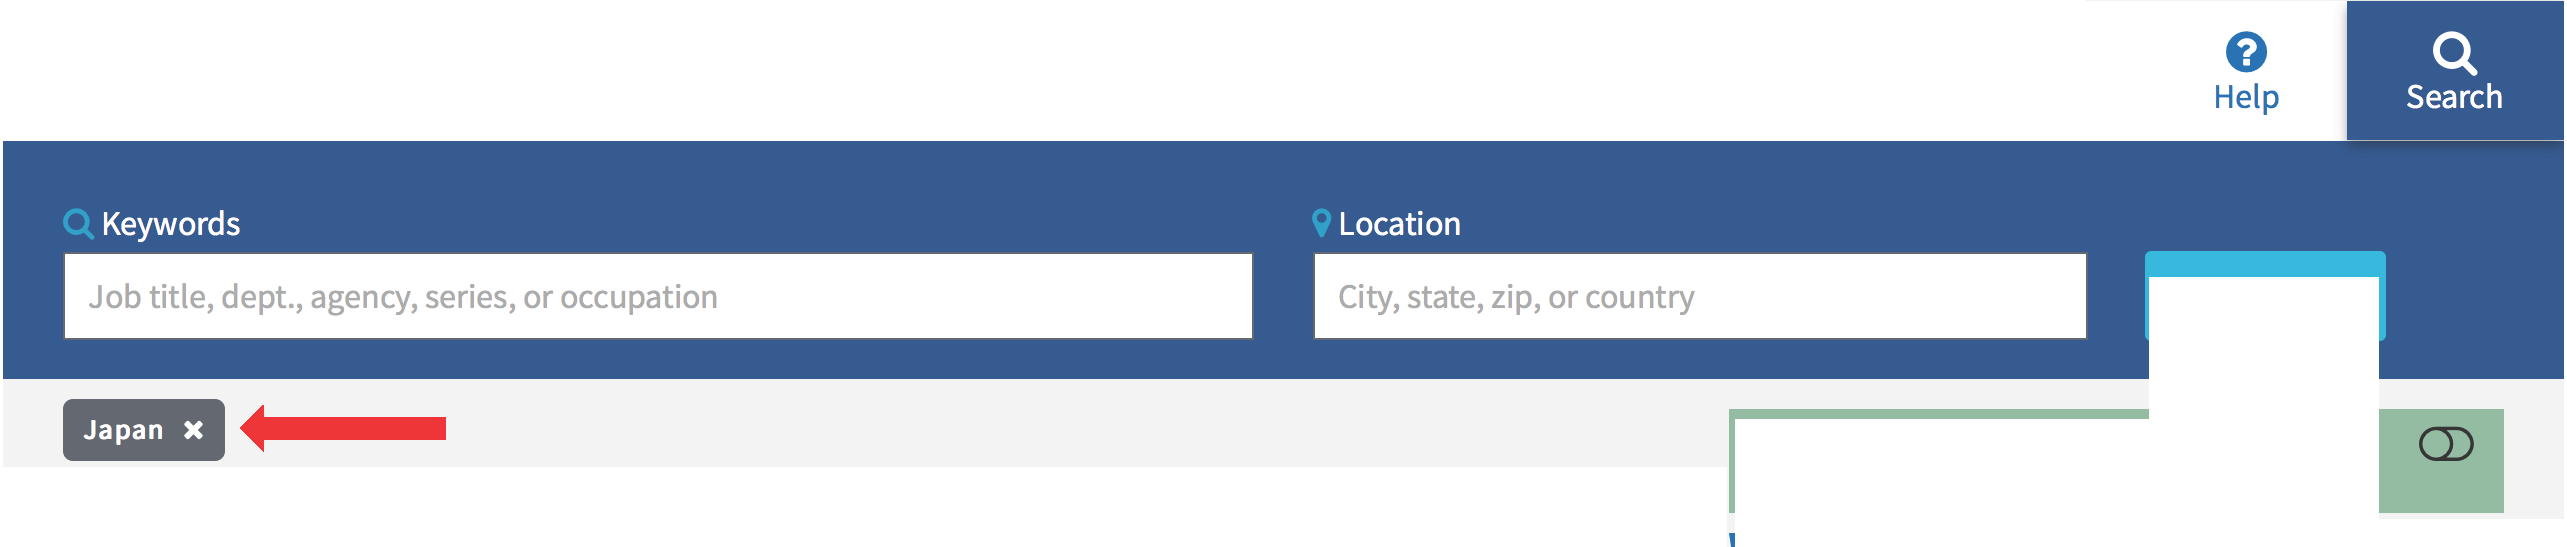 Help
Search
Keywords
Location
Job title, dept., agency, series, or occupation
City, state, zip, or country
Japan